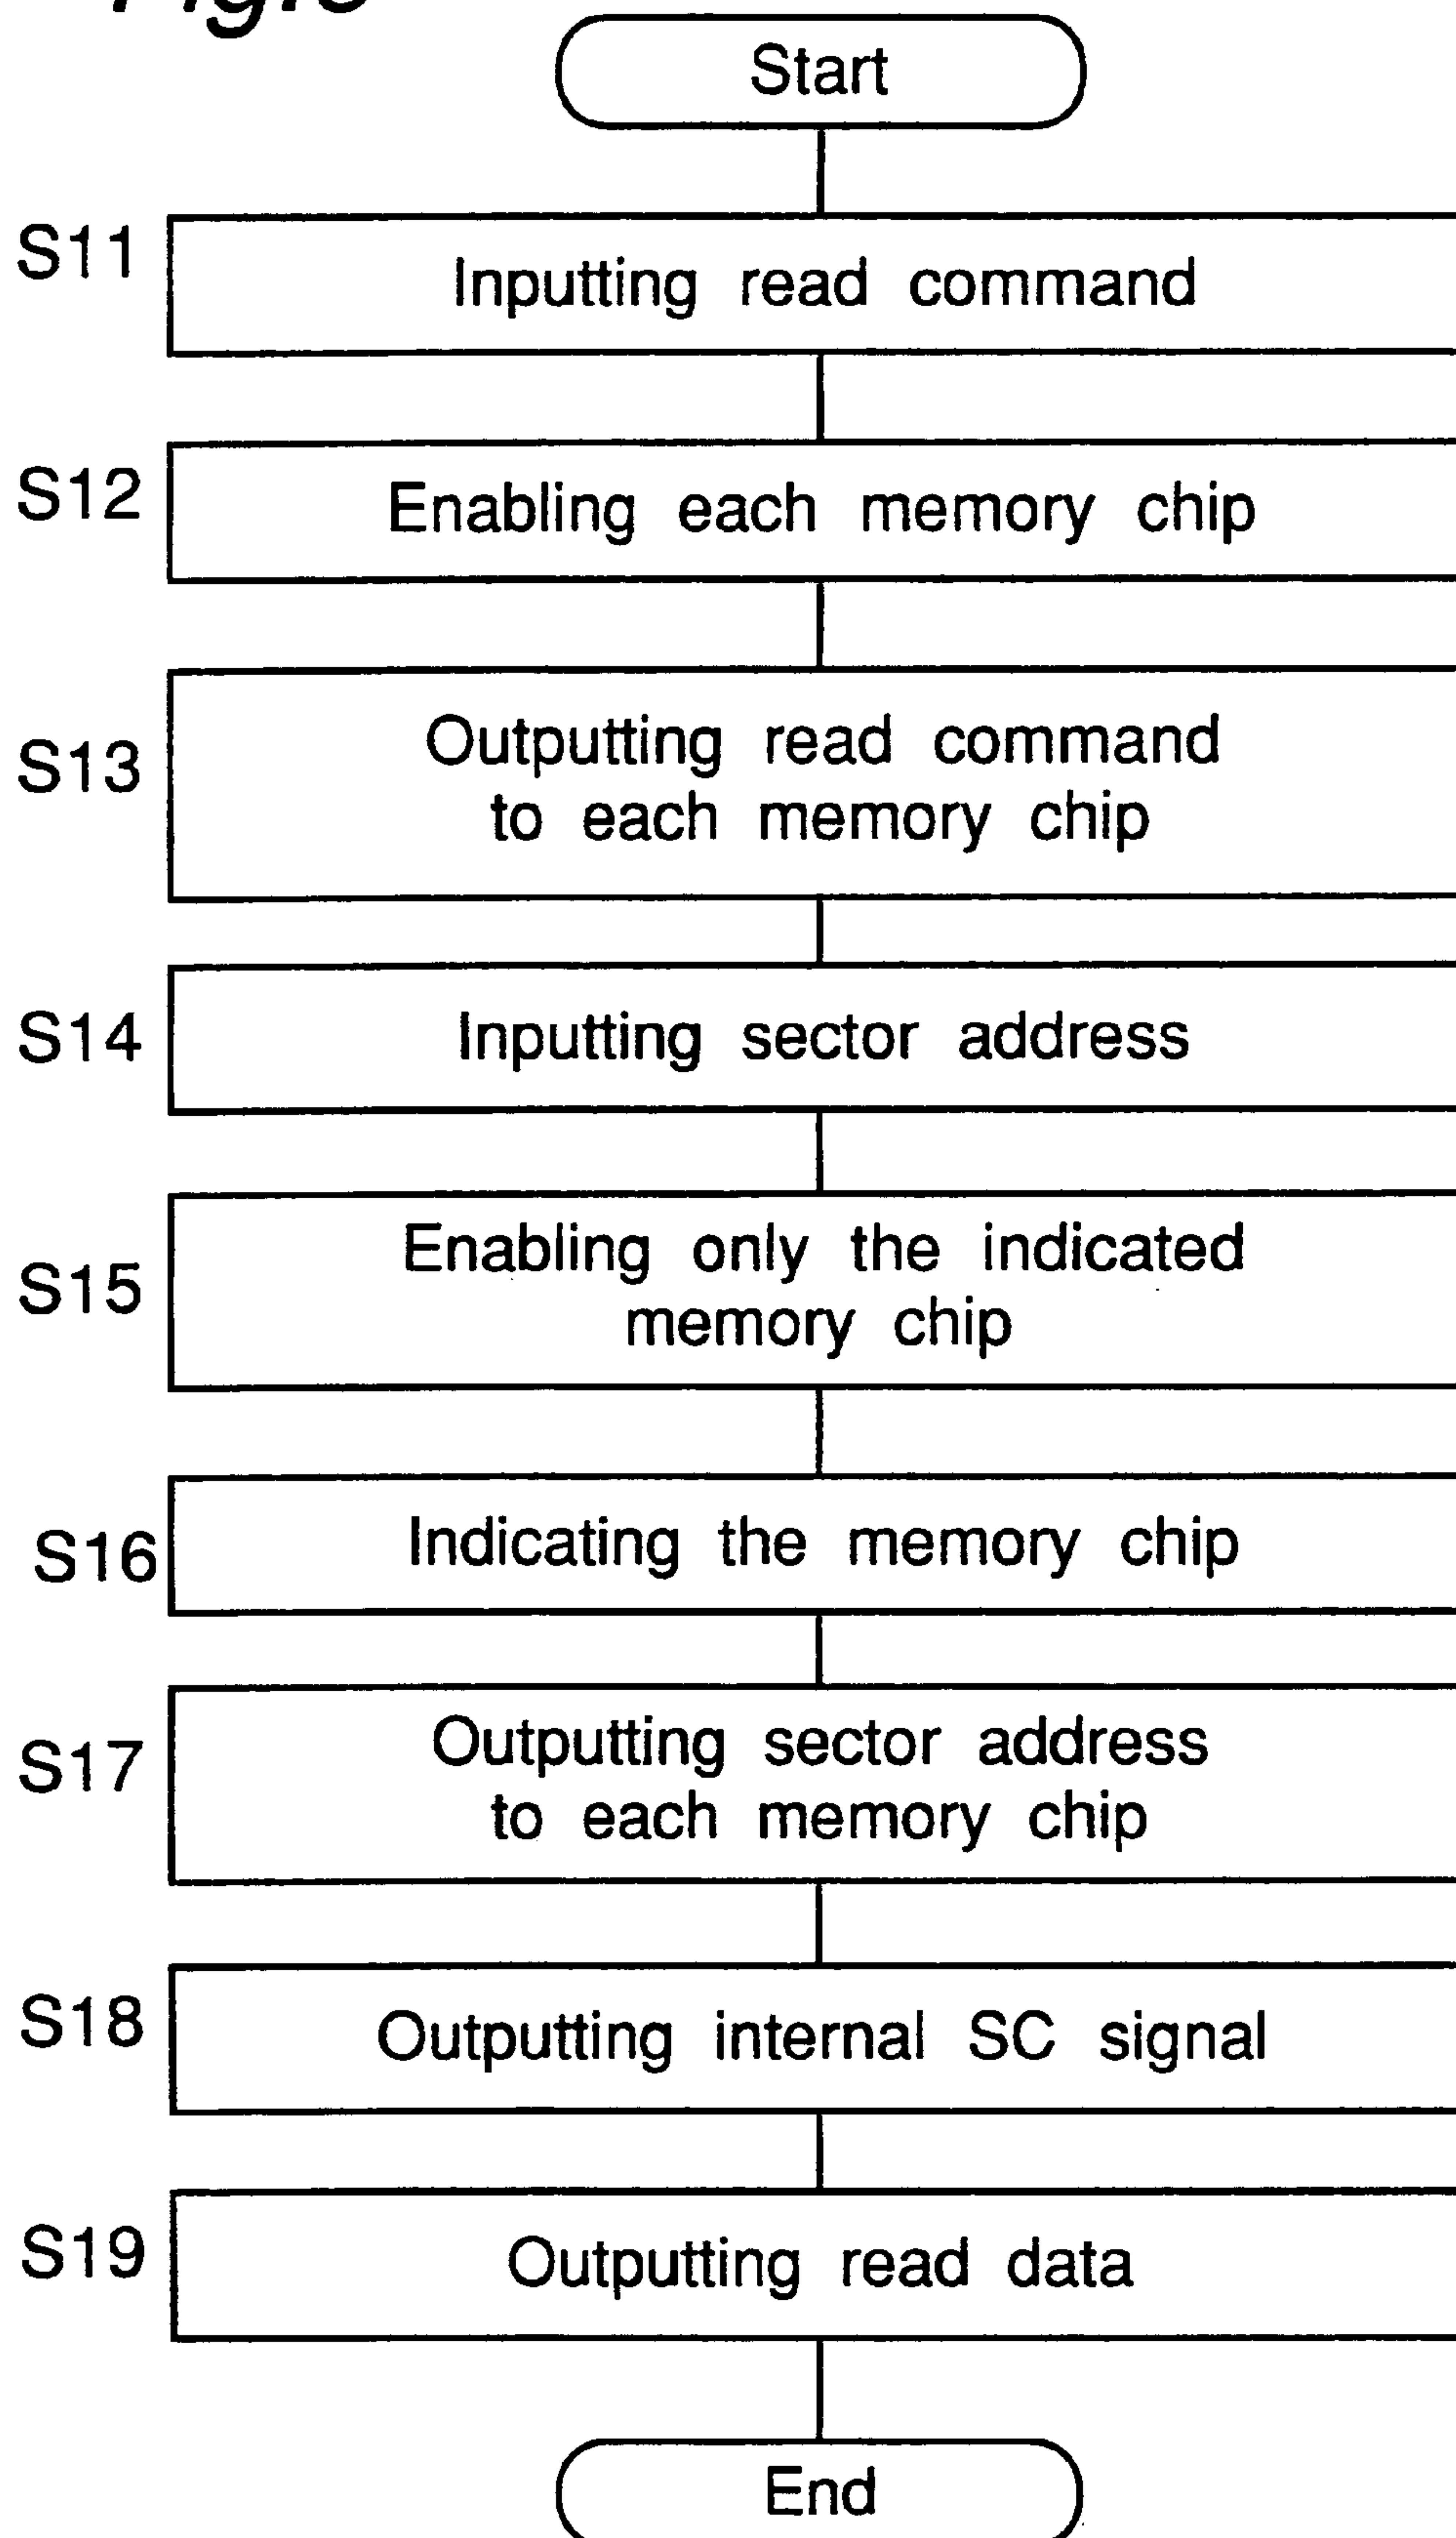 Start
S11
Inputting read command
S12
Enabling each memory chip
S13
Outputting read command
to each memory chip
S14
Inputting sector address
S15
Enabling only the indicated
memory chip
S16
Indicating the memory chip
S17
Outputting sector address
to each memory chip
S18
Outputting internal SC signal
S19
Outputting read data
End